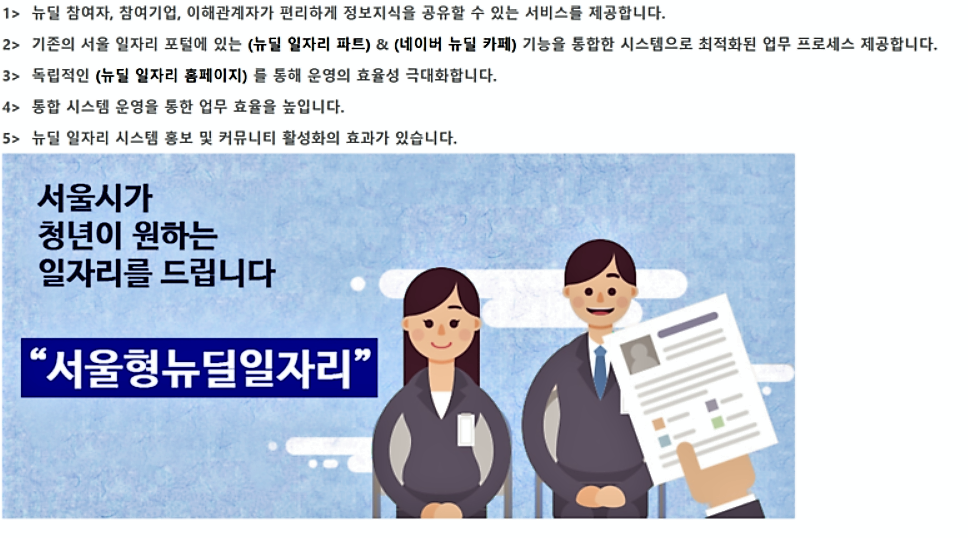 1> 뉴딜 참여자, 참여기업, 이해관계자가 편리하게 정보지식을 공유할 수 있는 서비스를 제공합니다.
2> 기존의 서울 일자리 포털에 있는 (뉴딜 일자리 파트) & (네이버 뉴딜 카페) 기능을 통합한 시스템으로 최적화된 업무 프로세스 제공합니다.
3> 독립적인 (뉴딜 일자리 홈페이지) 를 통해 운영의 효율성 극대화합니다.
4> 통합 시스템 운영을 통한 업무 효율을 높입니다.
5> 뉴딜 일자리 시스템 홍보 및 커뮤니티 활성화의 효과가 있습니다.
서울시가
청년이 원하는
일자리를 드립니다
“서울형뉴딜일자리”